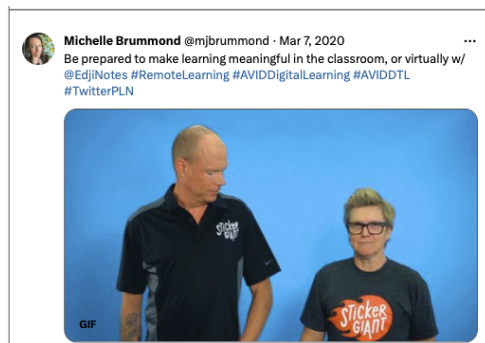 Michelle Brummond @mjbrummond · Mar 7, 2020
Be prepared to make learning meaningful in the classroom, or virtually w/
@EdjiNotes #RemoteLearning #AVIDDigitalLearning #AVIDDTL
#TwitterPLN
STICKER
GIANT
STICKER
GIANT
GIF